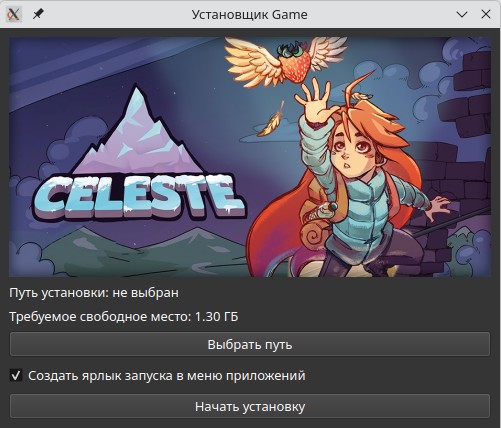 Установщик Game
CELESTE
Путь установки: не выбран
Требуемое свободное место: 1.30 ГБ
Выбрать путь
Создать ярлык запуска в меню приложений
Начать установку